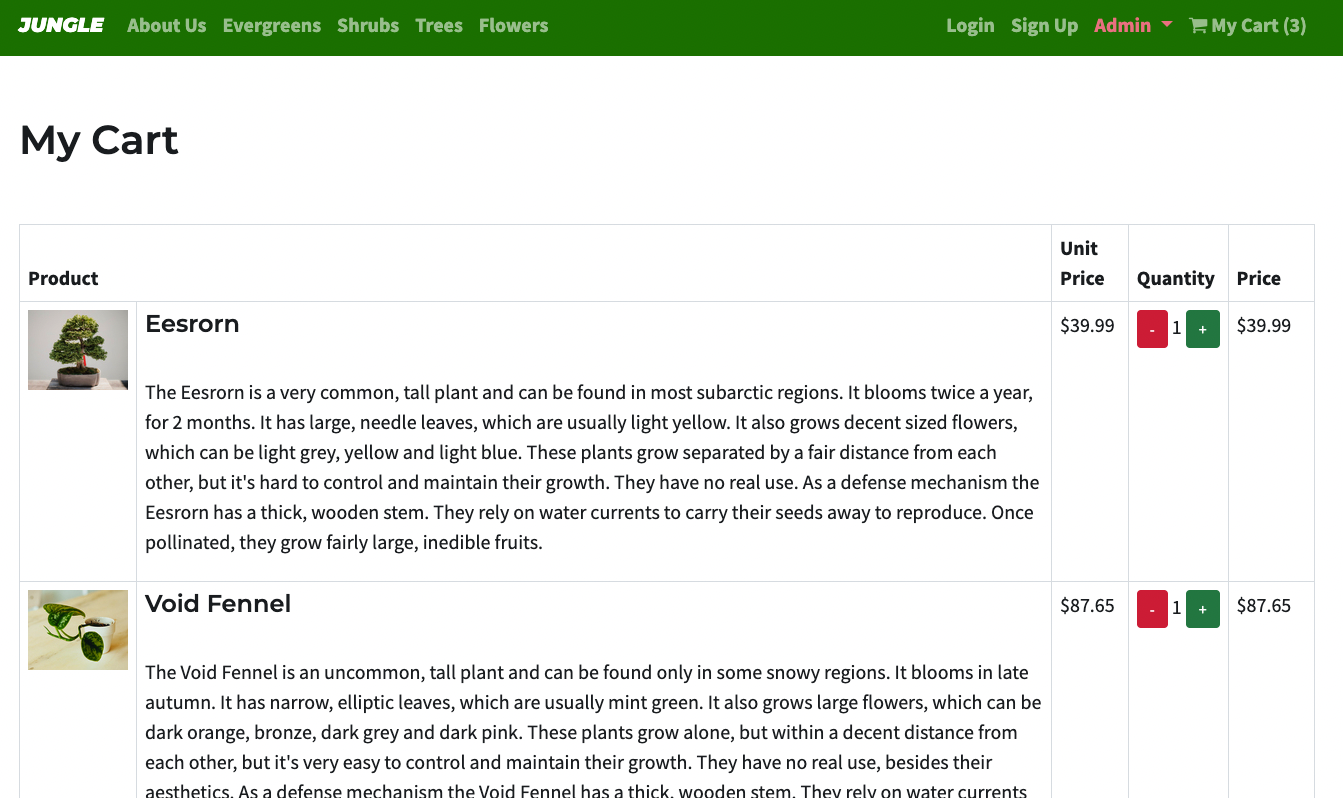 JUNGLE About Us Evergreens Shrubs Trees Flowers Login Sign Up Admin My Cart (3)
My Cart
Product Unit Price Quantity Price
Eesrorn $39.99 - 1 + $39.99
The Eesrorn is a very common, tall plant and can be found in most subarctic regions. It blooms twice a year,
for 2 months. It has large, needle leaves, which are usually light yellow. It also grows decent sized flowers,
which can be light grey, yellow and light blue. These plants grow separated by a fair distance from each
other, but it's hard to control and maintain their growth. They have no real use. As a defense mechanism the
Eesrorn has a thick, wooden stem. They rely on water currents to carry their seeds away to reproduce. Once
pollinated, they grow fairly large, inedible fruits.
Void Fennel $87.65 - 1 + $87.65
The Void Fennel is an uncommon, tall plant and can be found only in some snowy regions. It blooms in late
autumn. It has narrow, elliptic leaves, which are usually mint green. It also grows large flowers, which can be
dark orange, bronze, dark grey and dark pink. These plants grow alone, but within a decent distance from
each other, but it's very easy to control and maintain their growth. They have no real use, besides their
aesthetics. As a defense mechanism the Void Fennel has a thick, wooden stem. They rely on water currents